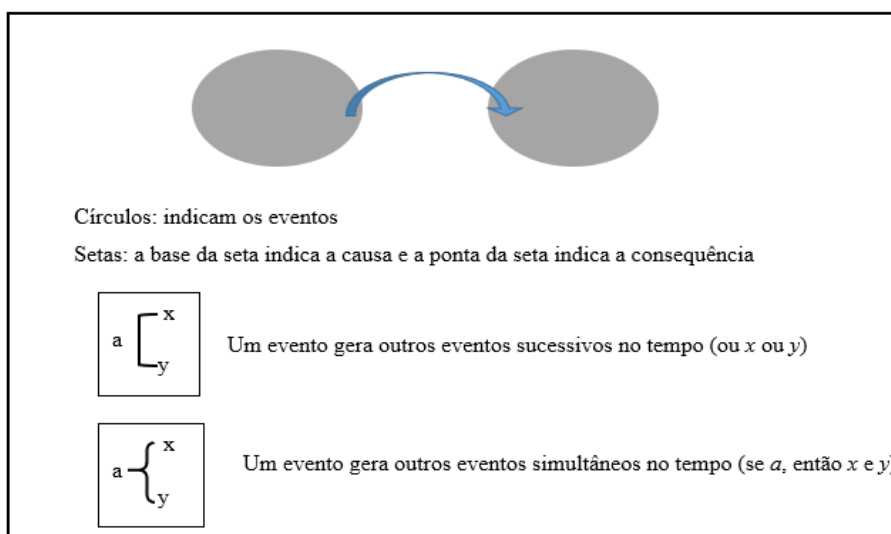 Círculos: indicam os eventos
Setas: a base da seta indica a causa e a ponta da seta indica a consequência
x
a
y
Um evento gera outros eventos sucessivos no tempo (ou x ou y)
x
a
y
Um evento gera outros eventos simultâneos no tempo (se a, então x e y)